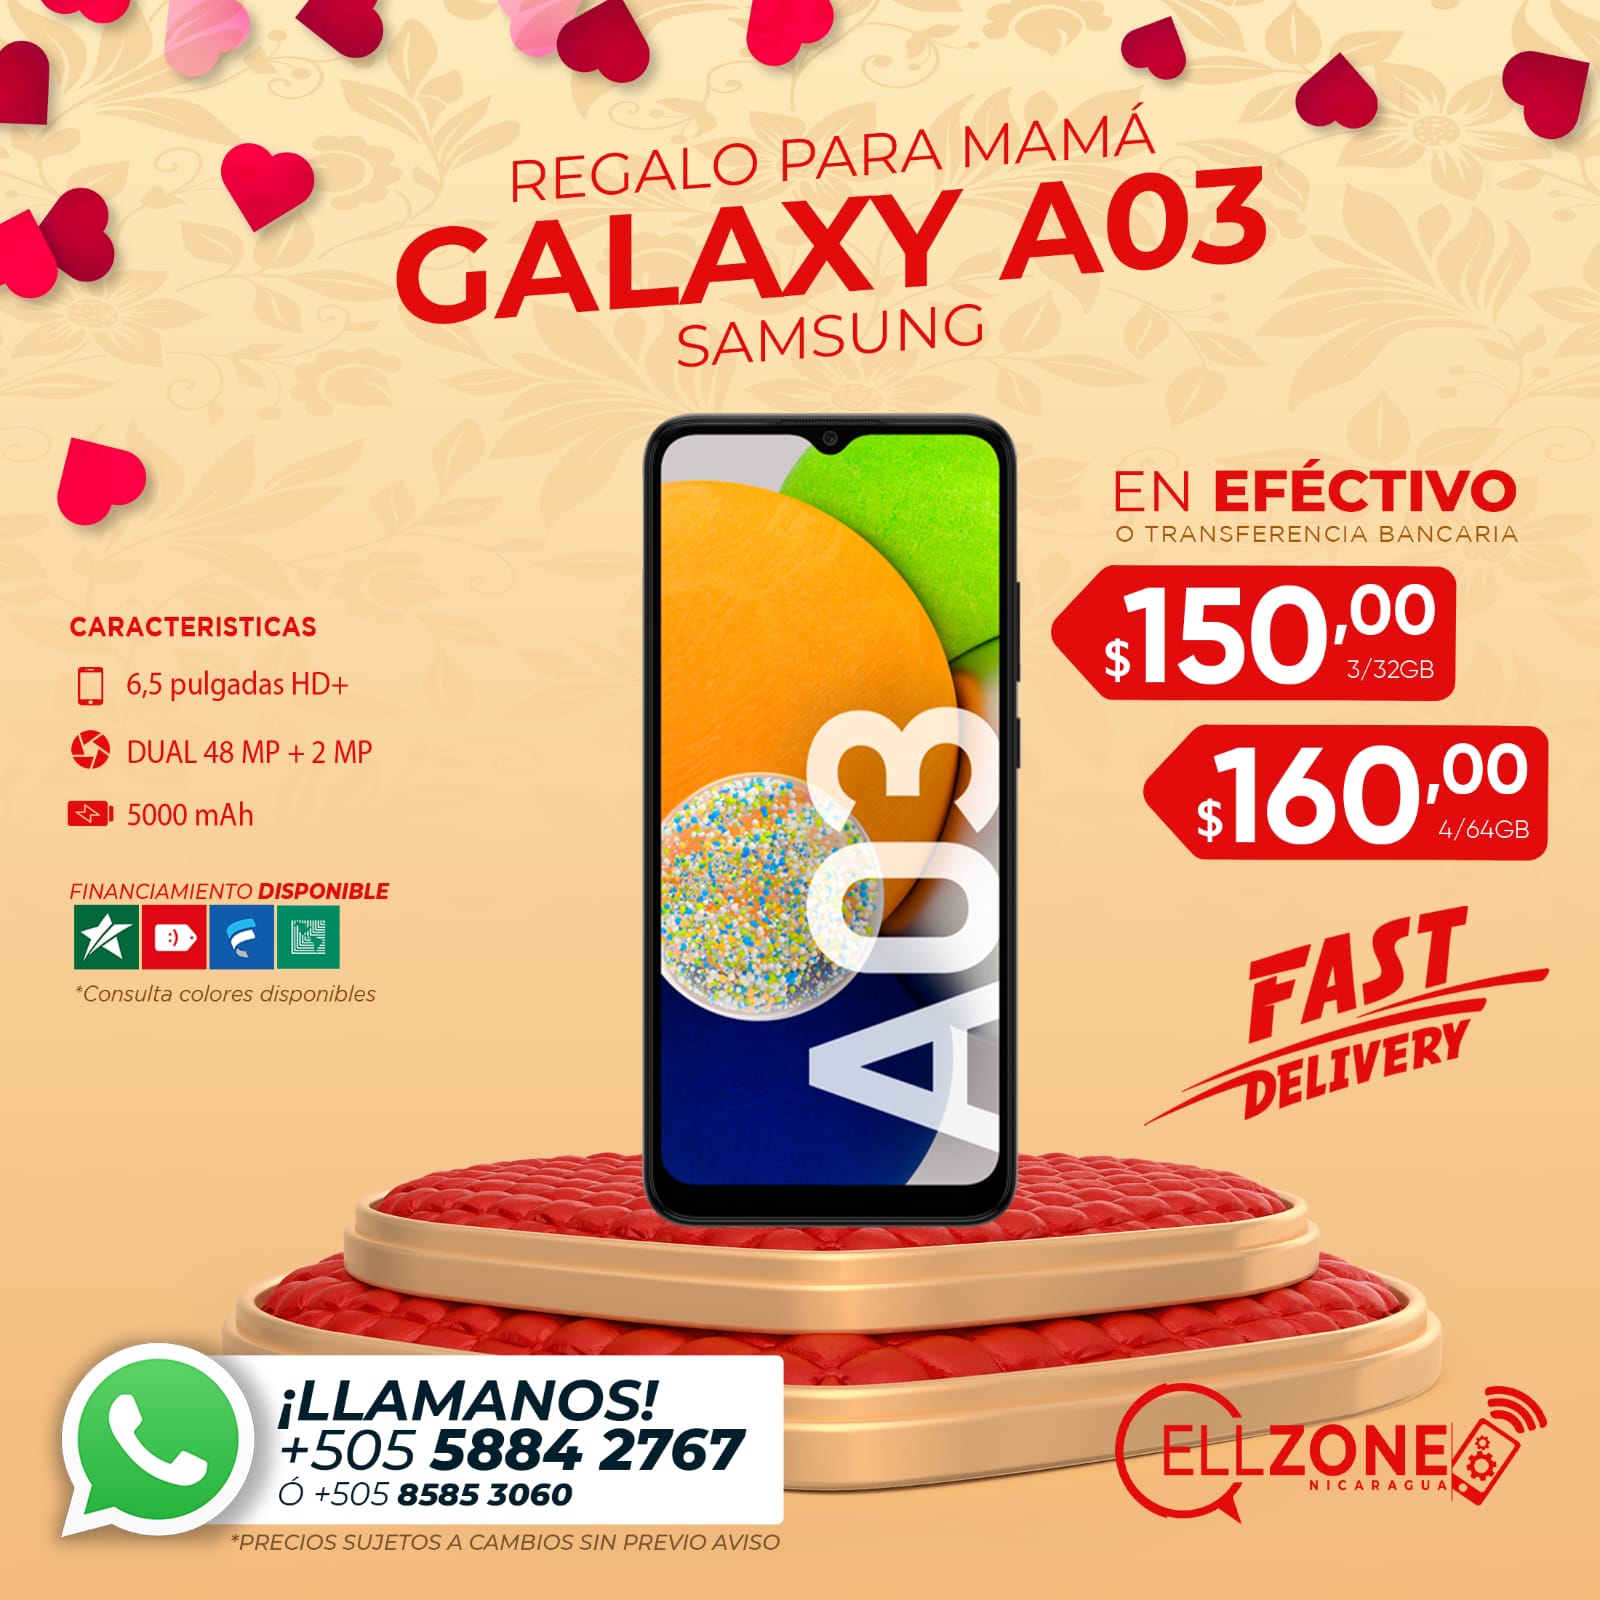 REGALO PARA MAMÁ
GALAXY A03
SAMSUNG
EN EFÉCTIVO
O TRANSFERENCIA BANCARIA
$150,00
3/32GB
$160,00
4/64GB
CARACTERISTICAS
6,5 pulgadas HD+
DUAL 48 MP + 2 MP
5000 mAh
FINANCIAMIENTO DISPONIBLE
:)
*Consulta colores disponibles
A03
FAST
DELIVERY
¡LLAMANOS!
+505 5884 2767
Ó +505 8585 3060
*PRECIOS SUJETOS A CAMBIOS SIN PREVIO AVISO
CELLZONE
NICARAGUA